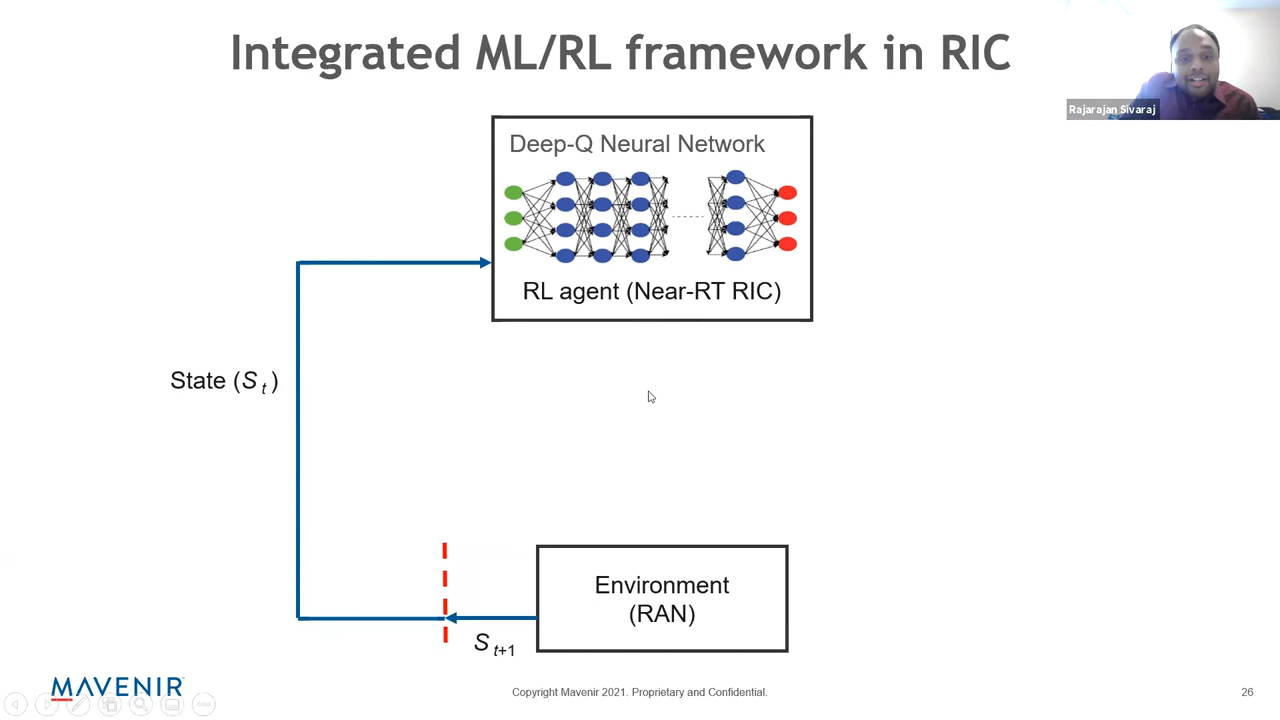 Integrated ML/RL framework in RIC
Rajarajan Sivaraj
Deep-Q Neural Network
RL agent (Near-RT RIC)
State (S t)
Environment
(RAN)
S t+1
MAVENIR
Copyright Mavenir 2021. Proprietary and Confidential.
26